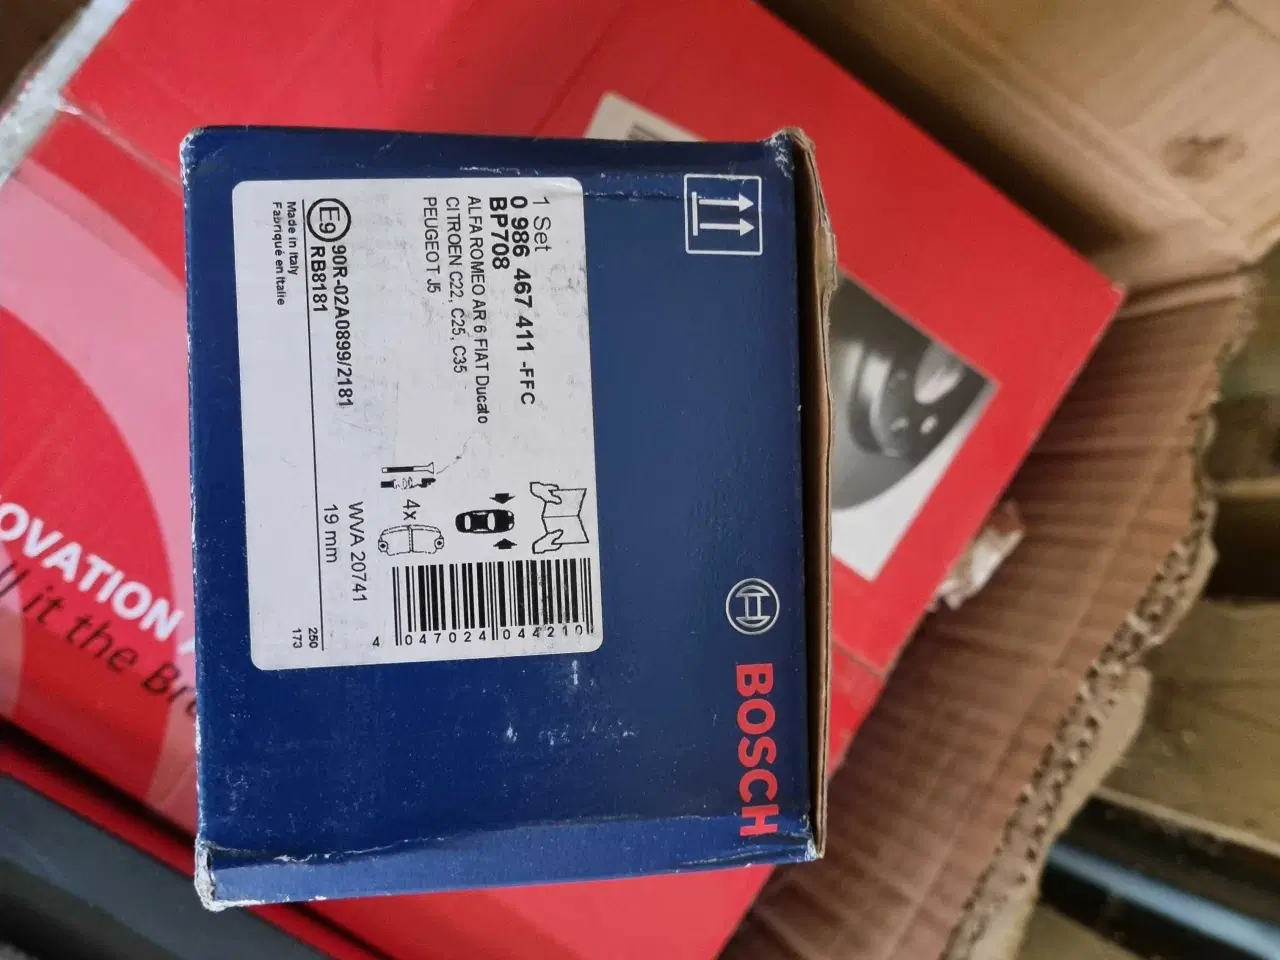 1 Set
0 986 467 411 -FFC
BP708
ALFA ROMEO AR 6 FIAT Ducato
CITROEN C22, C25, C35
PEUGEOT J5
4x
WVA 20741
19 mm
E9 90R-02A0899/2181
RB8181
Made in Italy
Fabriqué en Italie
250
173
4 047024 044210
BOSCH
OVATION
it the